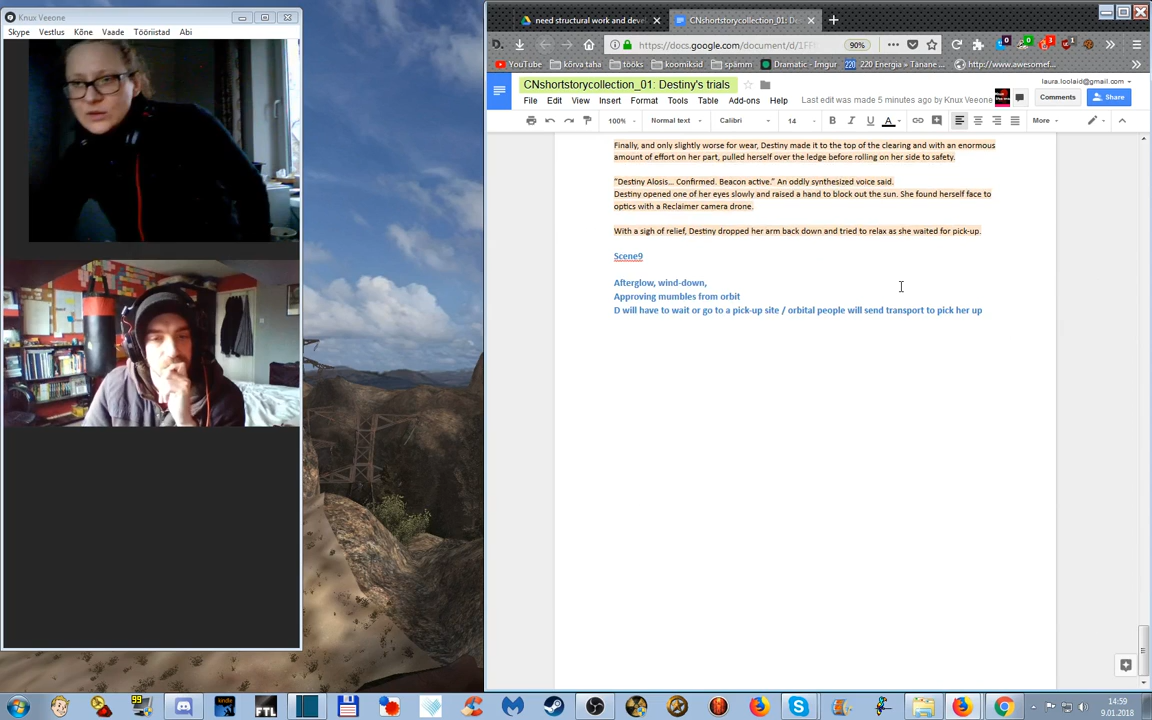 Knux Veeone
Skype Vestlus Kõne Vaade Tööriistad Abi
need structural work and deve
CNshortstorycollection_01: De
90%
YouTube kõrva taha tööks koomiksid spämm Dramatic - Imgur 220 Energia » Tänane ... http://www.awesomef...
CNshortstorycollection_01: Destiny's trials
laura.loolaid@gmail.com
File Edit View Insert Format Tools Table Add-ons Help Last edit was made 5 minutes ago by Knux Veeone
Comments
Share
100% Normal text Calibri 14 B I U A More
Finally, and only slightly worse for wear, Destiny made it to the top of the clearing and with an enormous
amount of effort on her part, pulled herself over the ledge before rolling on her side to safety.
“Destiny Alosis… Confirmed. Beacon active.” An oddly synthesized voice said.
Destiny opened one of her eyes slowly and raised a hand to block out the sun. She found herself face to
optics with a Reclaimer camera drone.
With a sigh of relief, Destiny dropped her arm back down and tried to relax as she waited for pick-up.
Scene9
Afterglow, wind-down,
Approving mumbles from orbit
D will have to wait or go to a pick-up site / orbital people will send transport to pick her up
99
kindle
FTL
14:59
9.01.2018